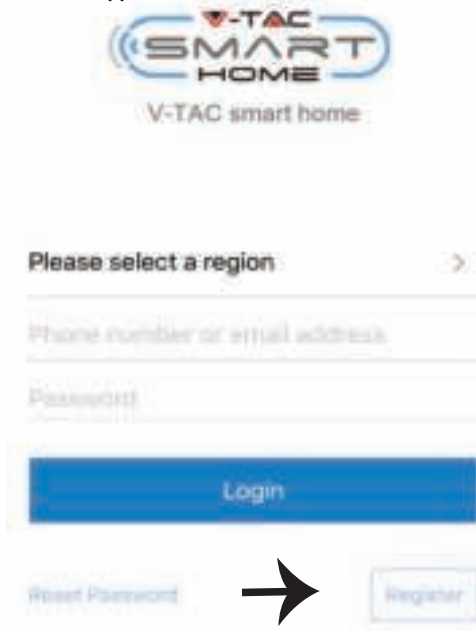 V-TAC
SMART
HOME
V-TAC smart home
Please select a region >
Phone number or email address
Password
Login
Reset Password Register